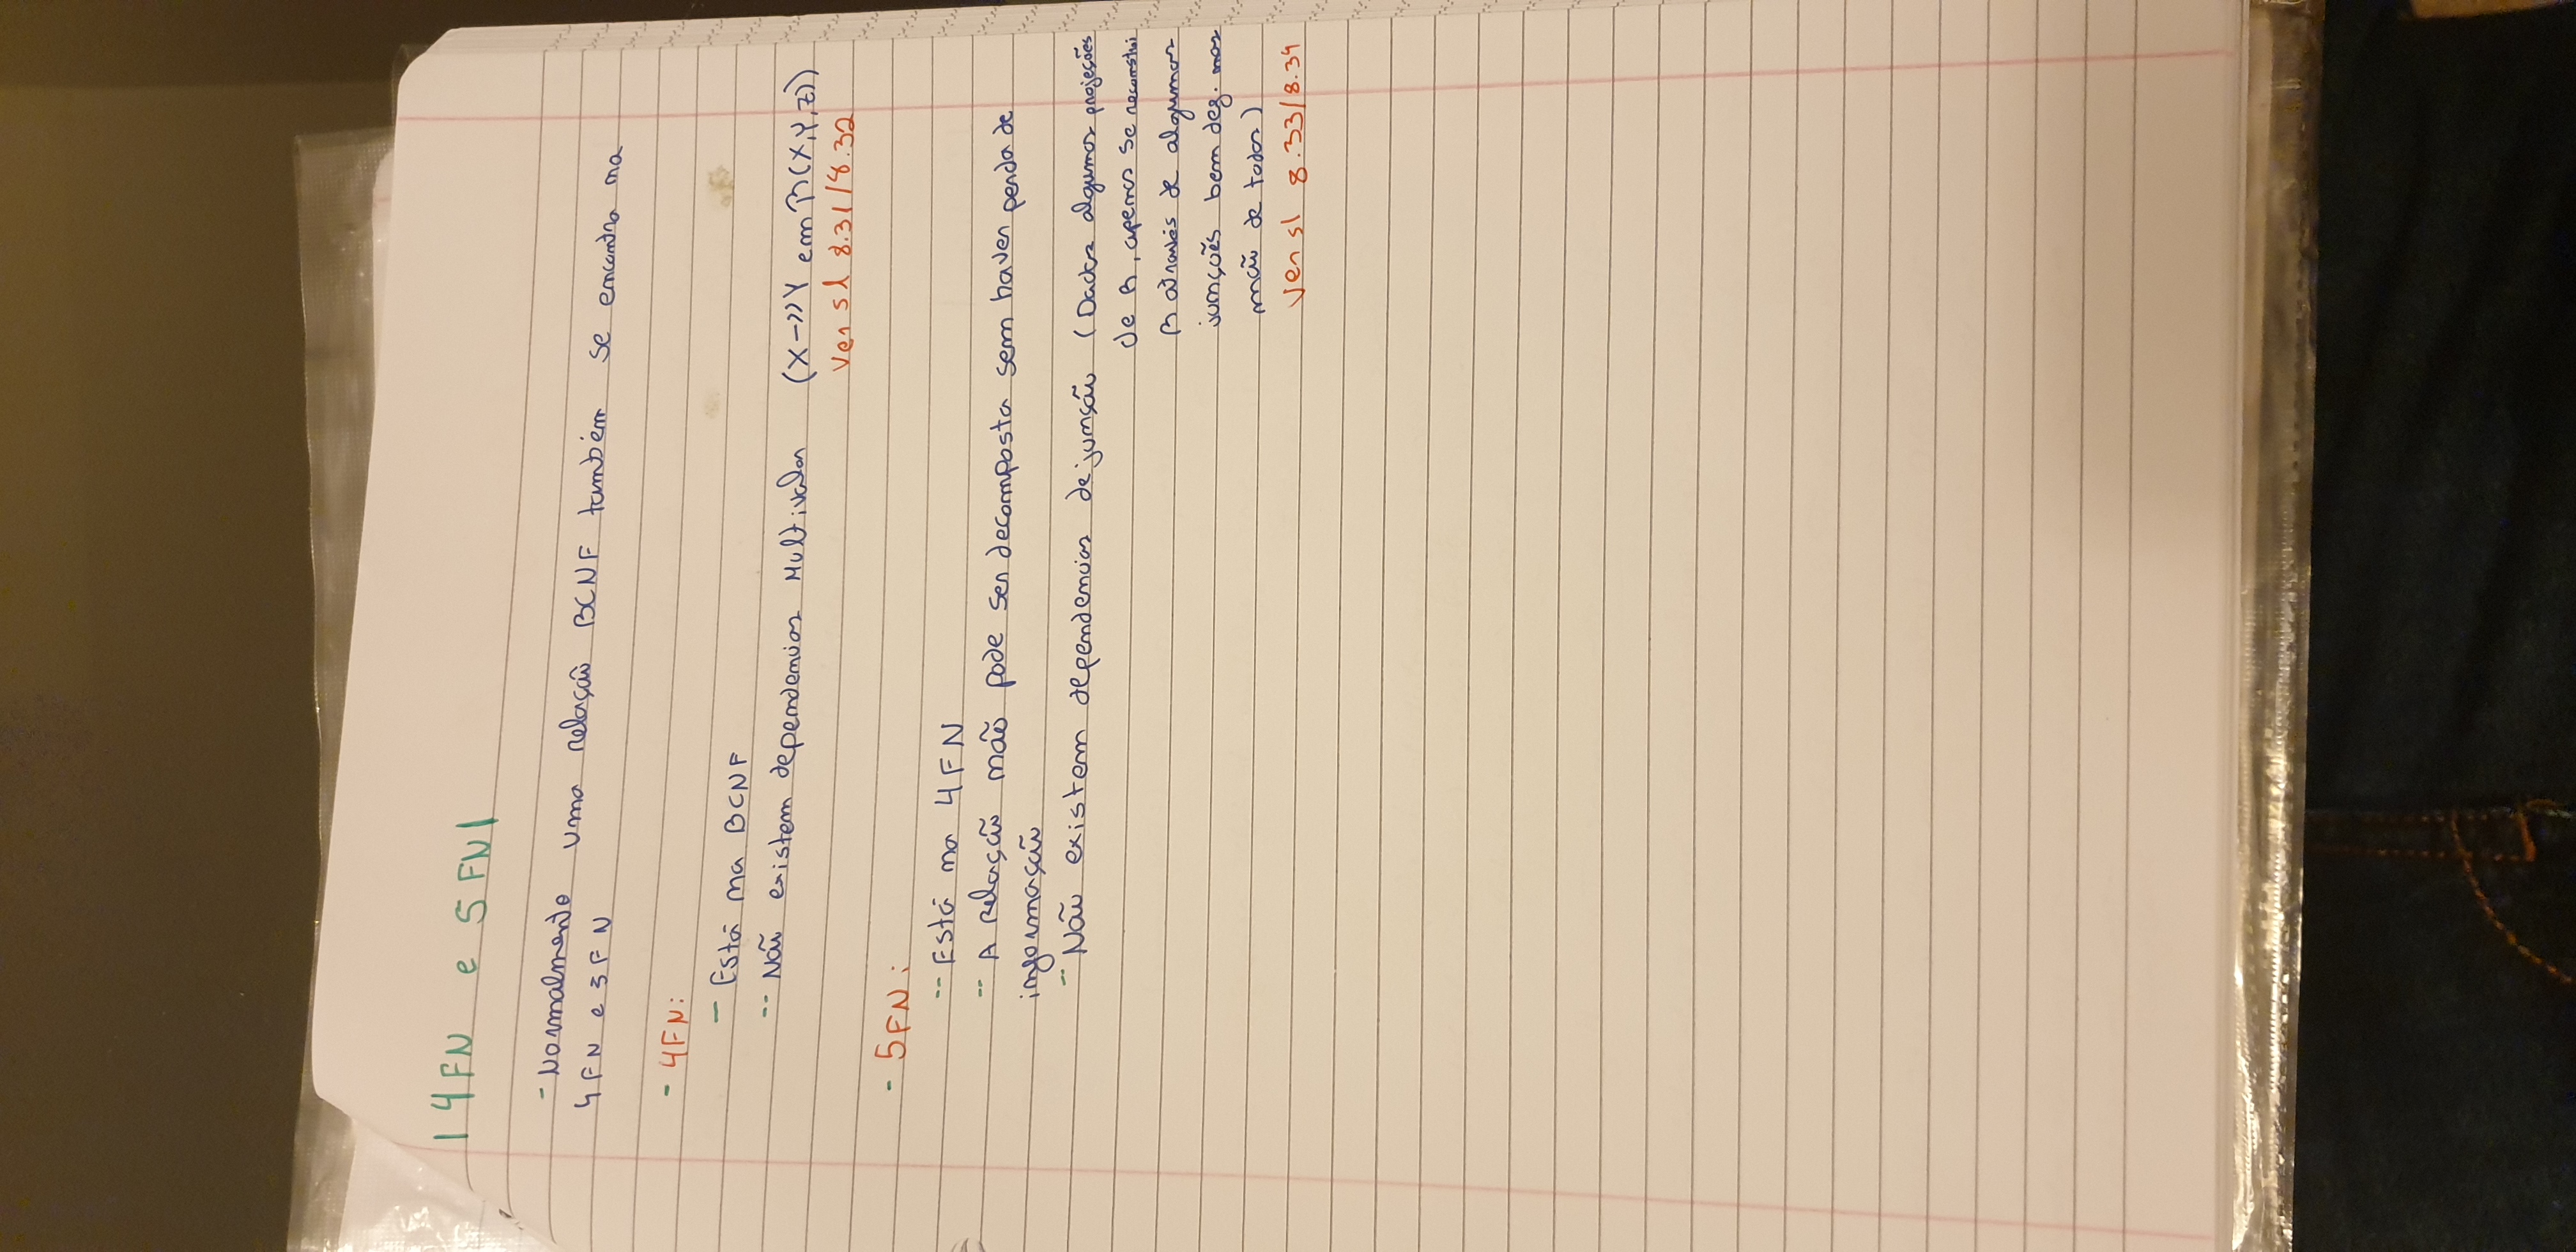 |4FN e 5FN|
- Normalmente uma relação BCNF também se encontra na
4FN e 5FN
- 4FN:
- Está na BCNF
-- Não existem dependencias Multivalor (X->>Y em R(X,Y,Z))
Ver sl 8.31/8.32
- 5FN:
-- Está na 4FN
-- A Relação não pode ser decomposta sem haver perda de
informação
-- Não existem dependencias de junção (Dadas algumas projeções
de R, apenas se reconstroi
R através de algumas
junções bem def. mas
não de todas)
Ver sl 8.33/8.34